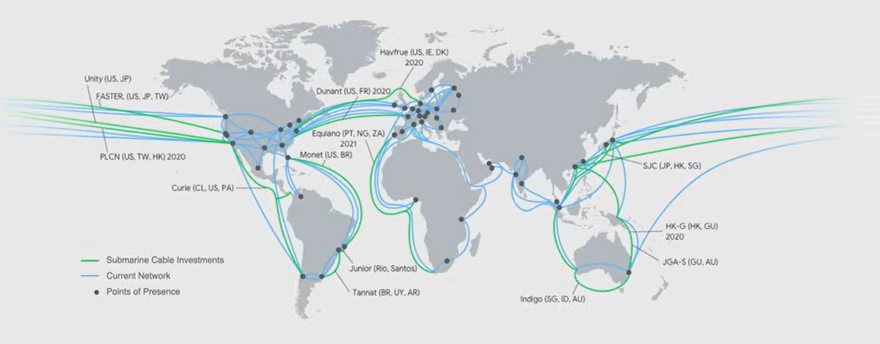 Havfrue (US, IE, DK)
2020
Unity (US, JP)
FASTER, (US, JP, TW)
Dunant (US, FR) 2020
Equiano (PT, NG, ZA)
2021
Monet (US, BR)
PLCN (US, TW, HK) 2020
SJC (JP, HK, SG)
Curie (CL, US, PA)
HK-G (HK, GU)
2020
JGA-S (GU, AU)
Submarine Cable Investments
Current Network
Points of Presence
Junior (Rio, Santos)
Tannat (BR, UY, AR)
Indigo (SG, ID, AU)